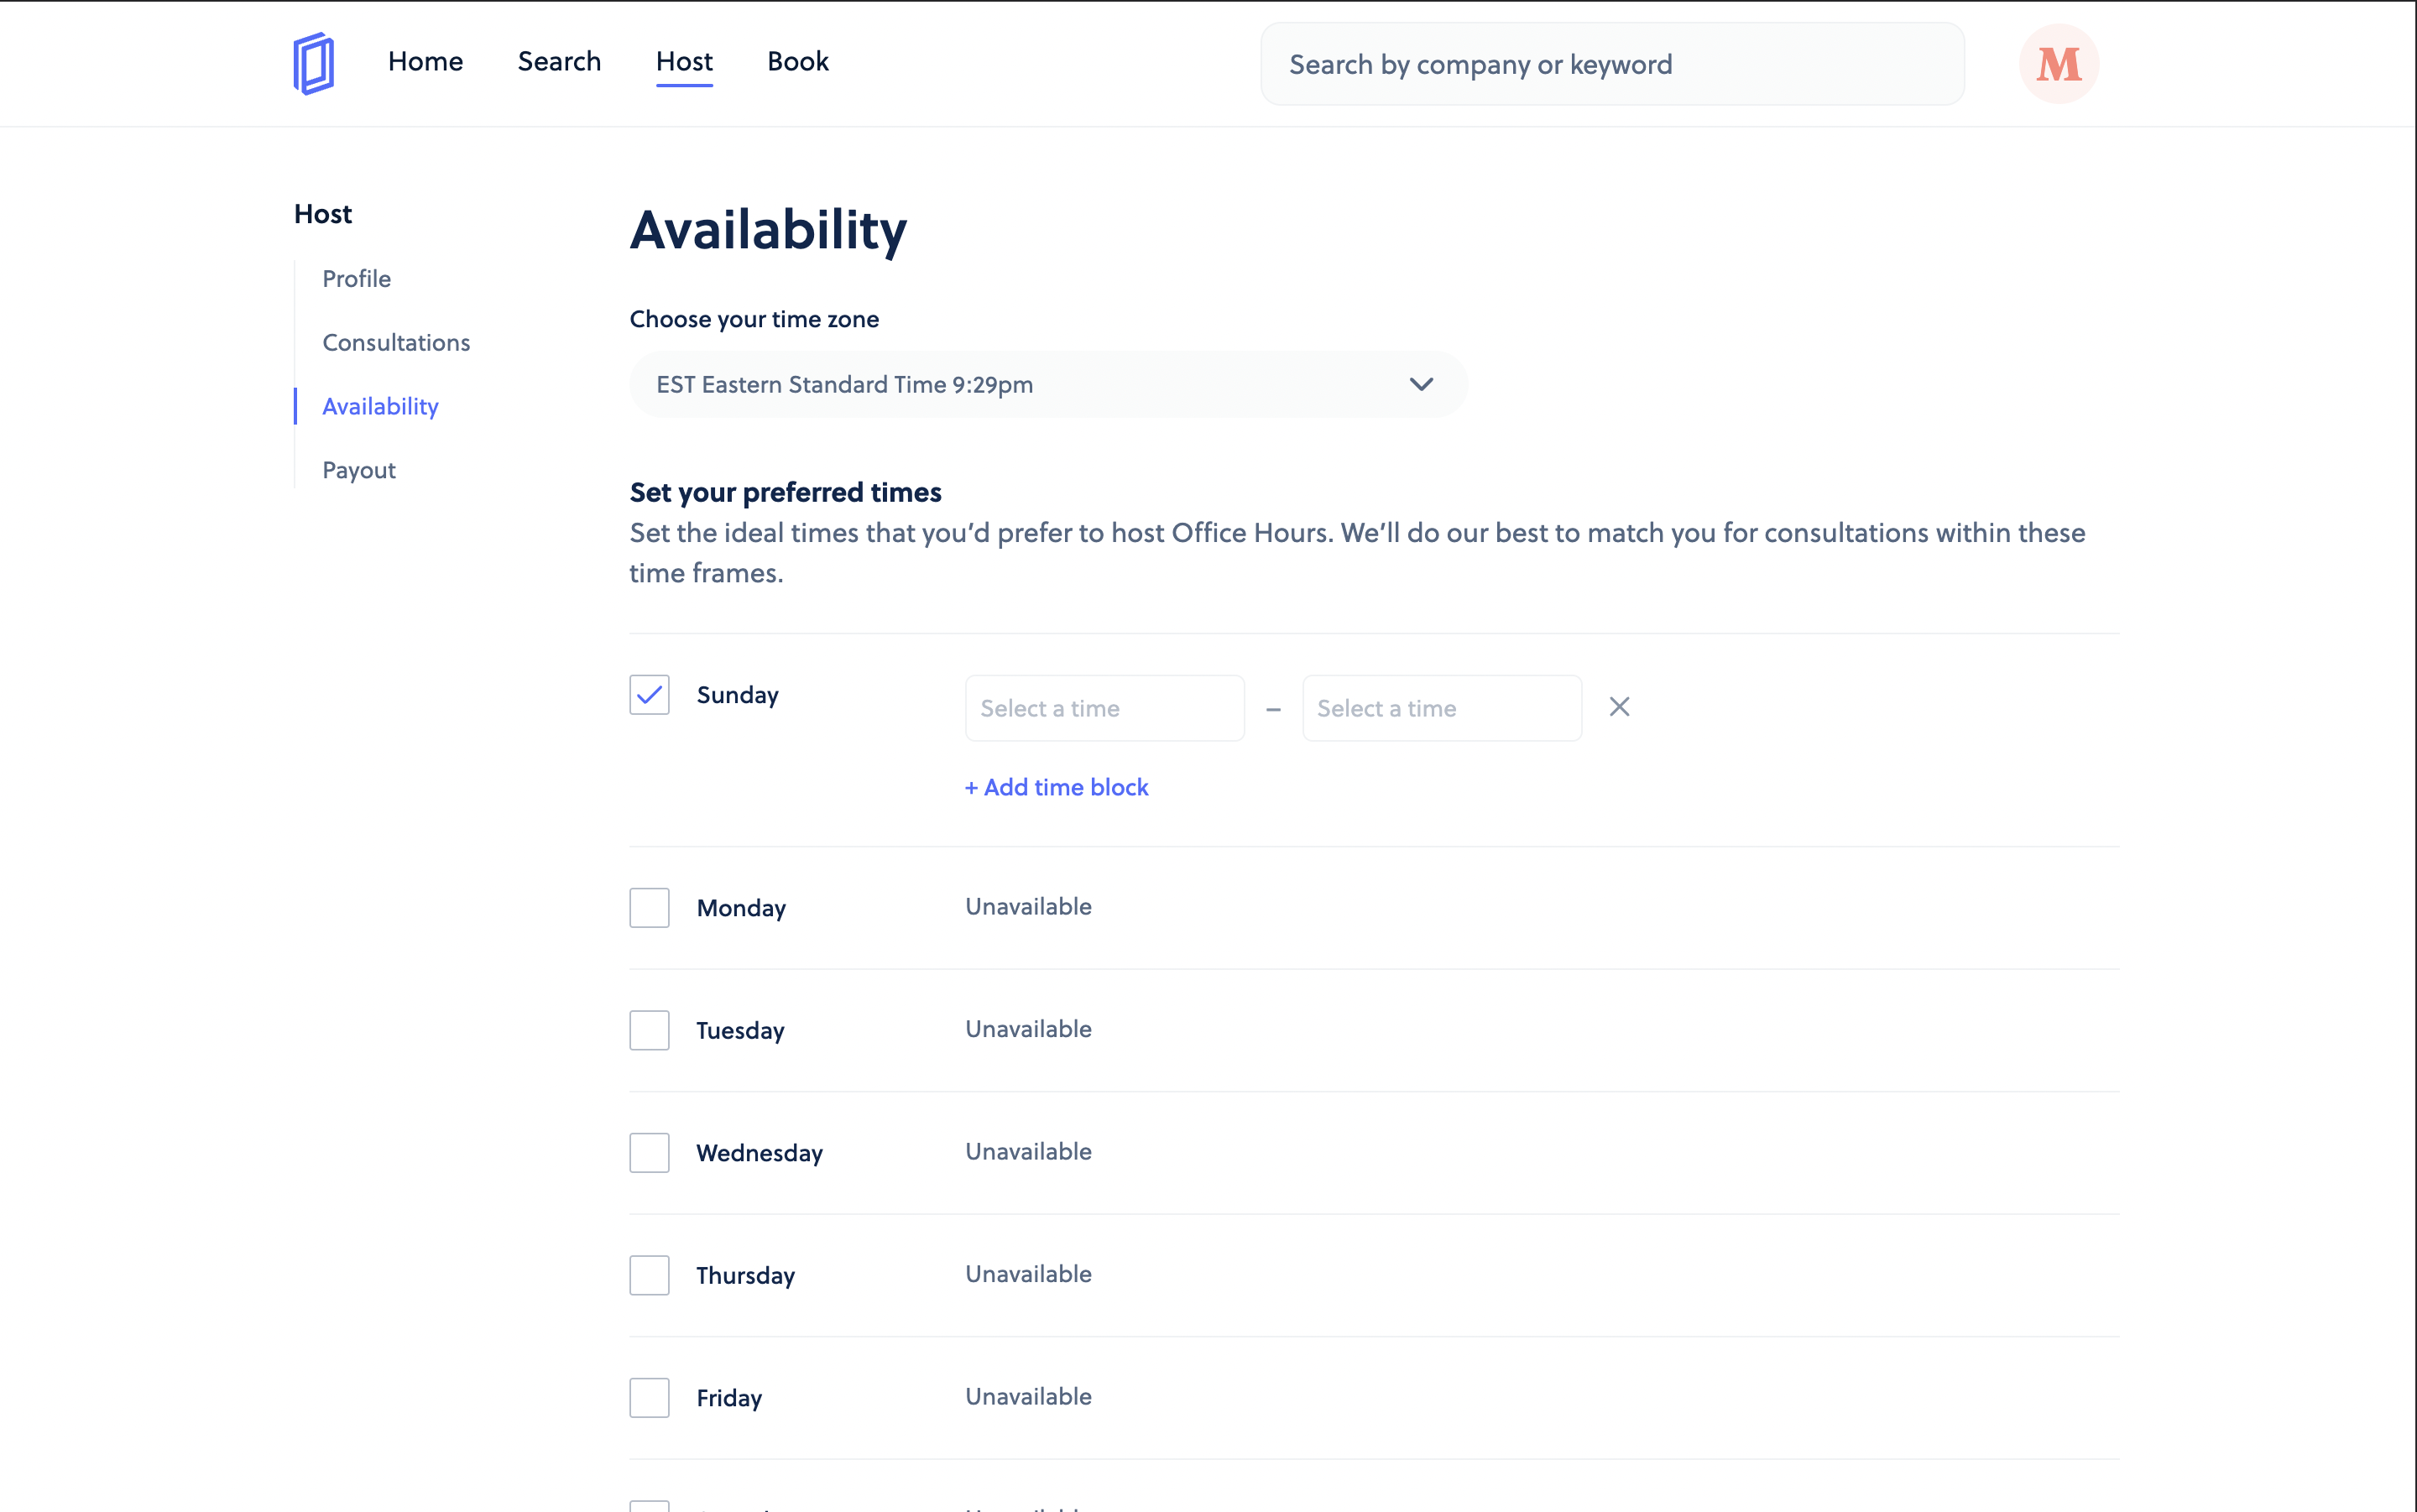 Home
Search
Host
Book
Search by company or keyword
M
Host
Profile
Consultations
Availability
Payout
Availability
Choose your time zone
EST Eastern Standard Time 9:29pm
Set your preferred times
Set the ideal times that you’d prefer to host Office Hours. We’ll do our best to match you for consultations within these
time frames.
Sunday
Select a time – Select a time
+ Add time block
Monday Unavailable
Tuesday Unavailable
Wednesday Unavailable
Thursday Unavailable
Friday Unavailable